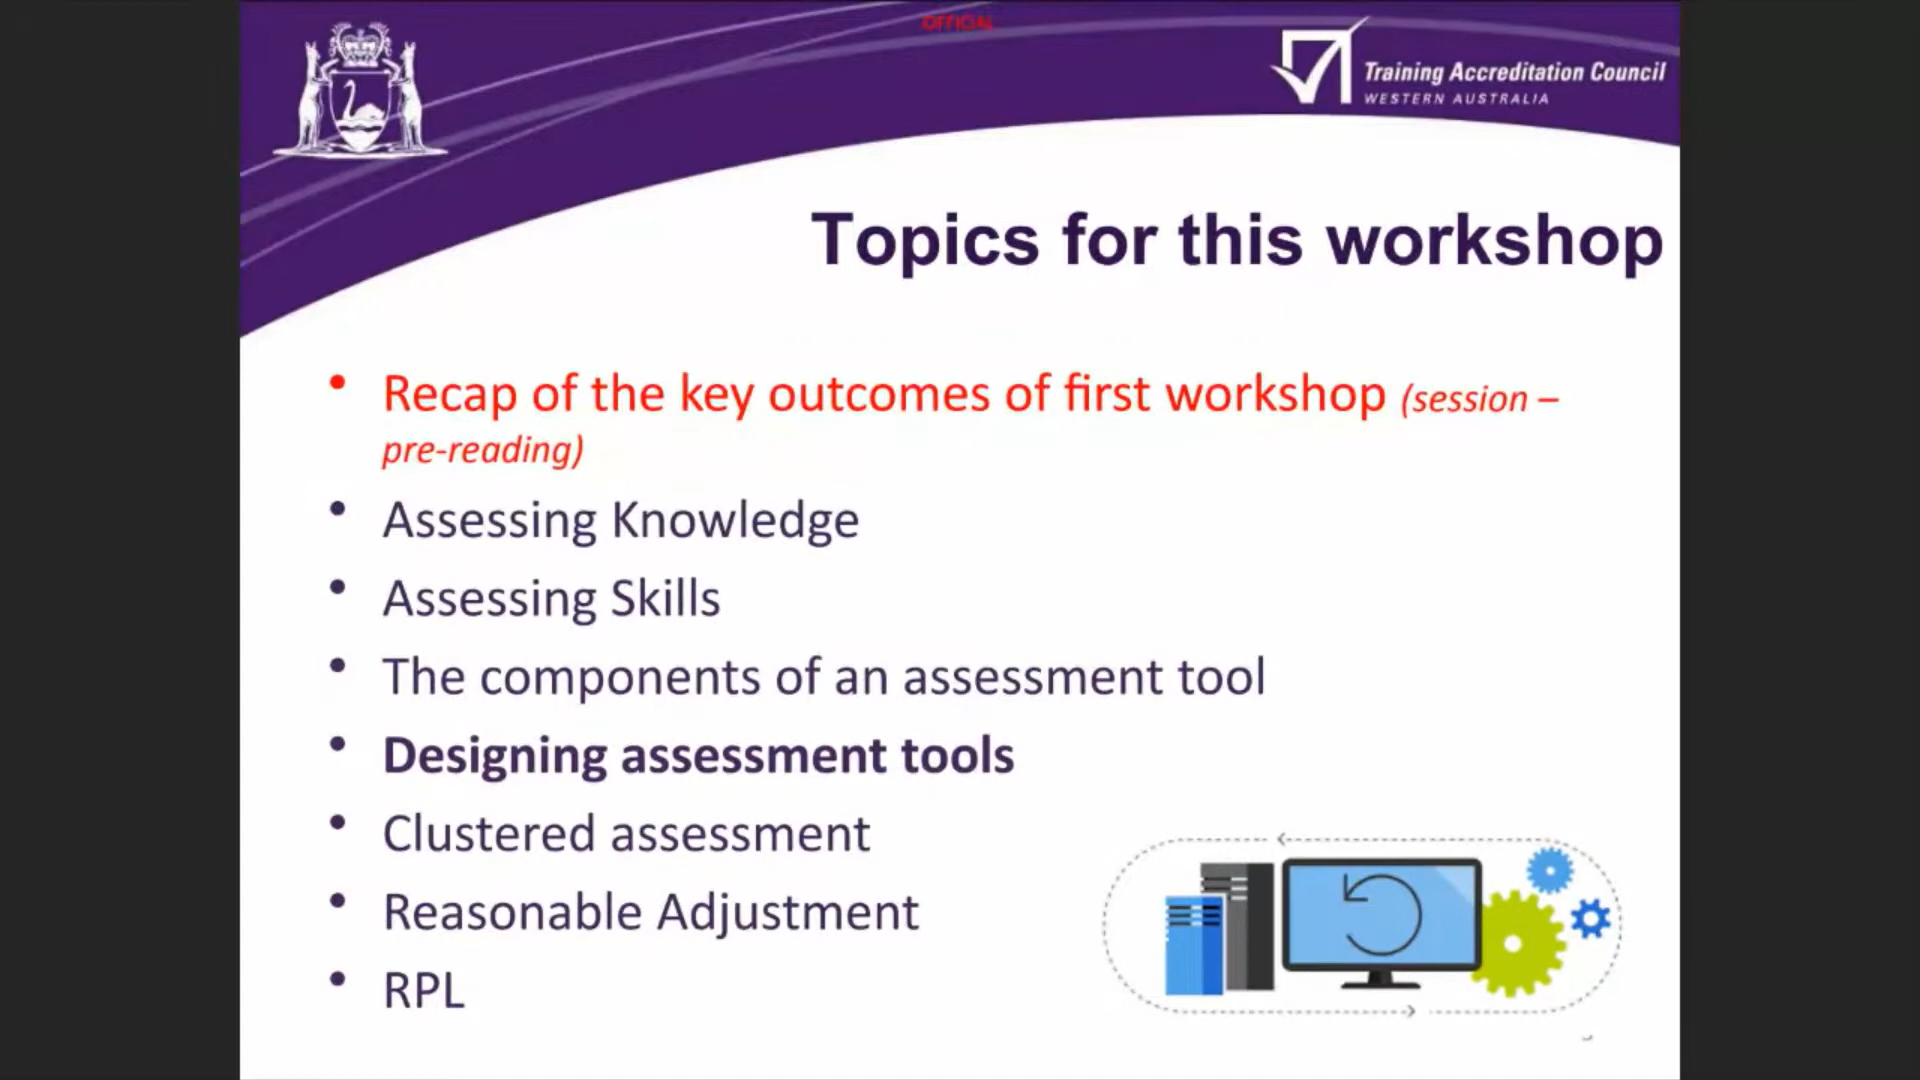 OFFICIAL
Training Accreditation Council
WESTERN AUSTRALIA
Topics for this workshop
• Recap of the key outcomes of first workshop (session –
pre-reading)
• Assessing Knowledge
• Assessing Skills
• The components of an assessment tool
• Designing assessment tools
• Clustered assessment
• Reasonable Adjustment
• RPL